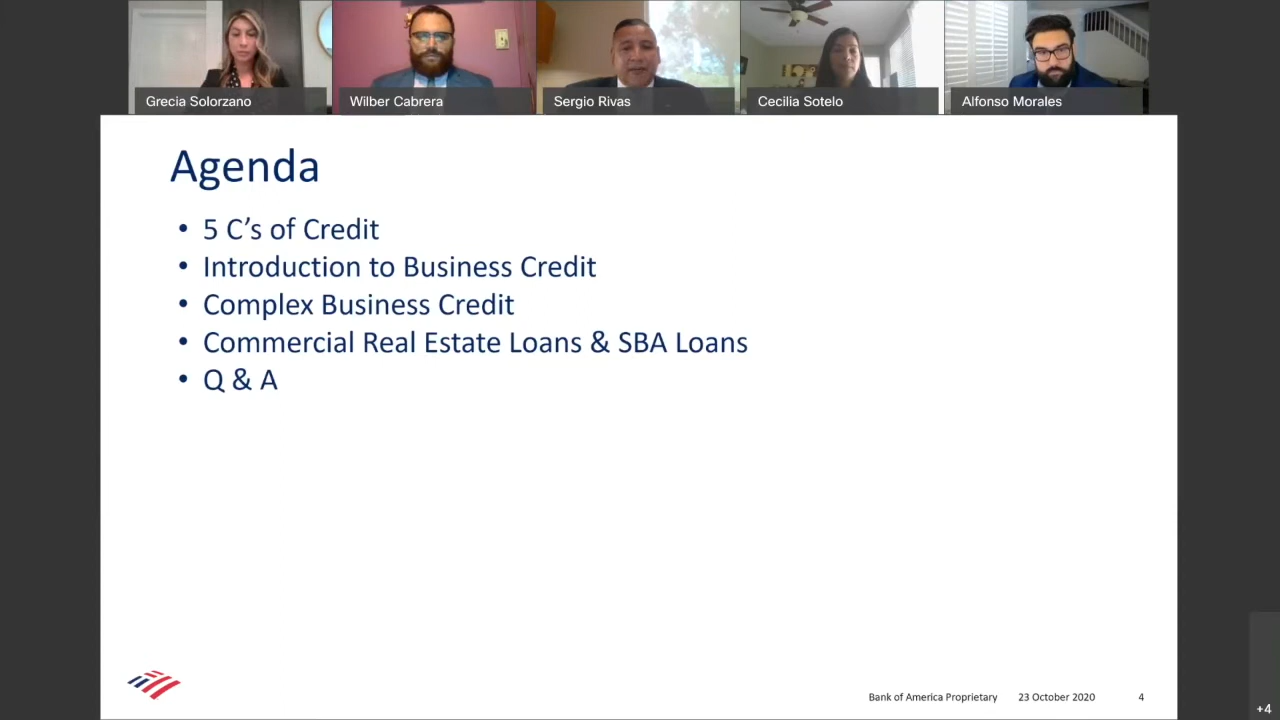 Grecia Solorzano
Wilber Cabrera
Sergio Rivas
Cecilia Sotelo
Alfonso Morales
Agenda
• 5 C’s of Credit
• Introduction to Business Credit
• Complex Business Credit
• Commercial Real Estate Loans & SBA Loans
• Q & A
Bank of America Proprietary 23 October 2020 4
+4